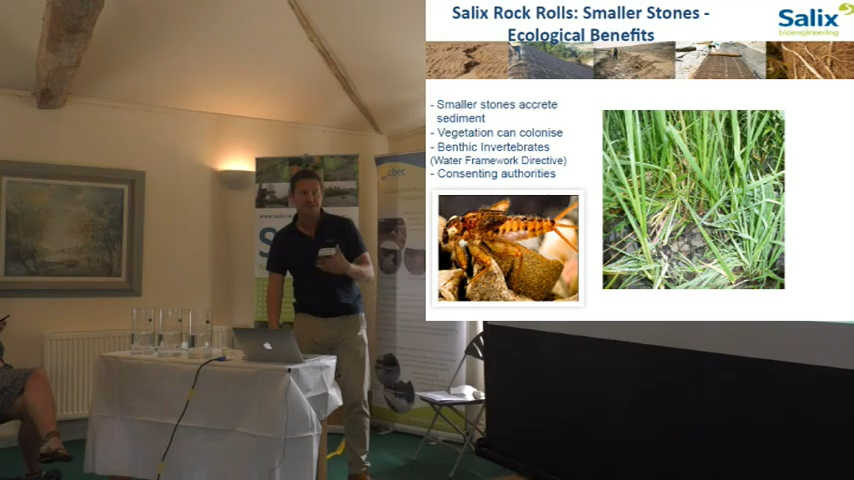 Salix Rock Rolls: Smaller Stones -
Ecological Benefits
Salix
bioengineering
- Smaller stones accrete
sediment
- Vegetation can colonise
- Benthic Invertebrates
(Water Framework Directive)
- Consenting authorities
cbec